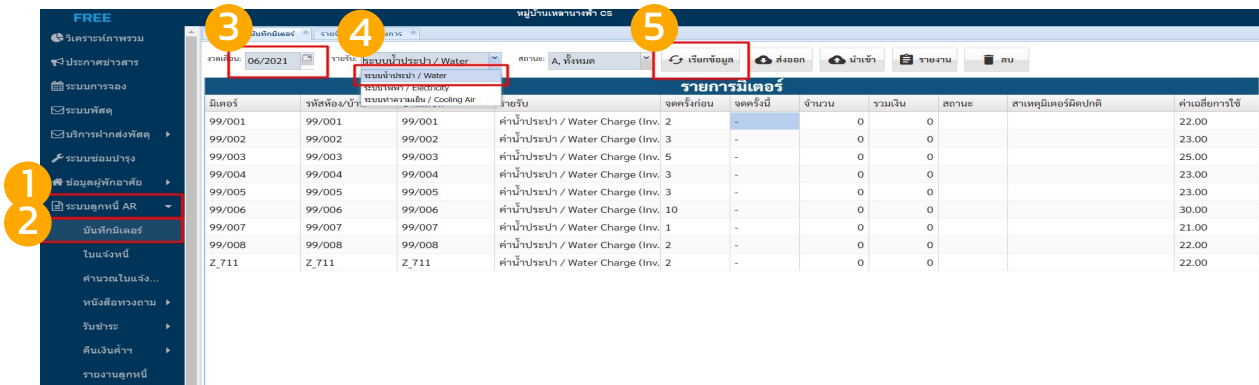 FREE
หมู่บ้านเหลานางฟ้า CS
3
4
5
บันทึกมิเตอร์
วิเคราะห์ภาพรวม
ประกาศข่าวสาร
ระบบการจอง
ระบบพัสดุ
บริการฝากส่งพัสดุ
ระบบซ่อมบำรุง
1
ข้อมูลผู้พักอาศัย
ระบบลูกหนี้ AR
2
บันทึกมิเตอร์
ใบแจ้งหนี้
คำนวณใบแจ้ง...
หนังสือทวงถาม
รับชำระ
คืนเงินค้ำฯ
รายงานลูกหนี้
งวดเดือน: 06/2021 รายรับ: ระบบน้ำประปา / Water สถานะ: A, ทั้งหมด เรียกข้อมูล ส่งออก นำเข้า รายงาน ลบ
ระบบน้ำประปา / Water
ระบบไฟฟ้า / Electricity
ระบบทำความเย็น / Cooling Air
รายการมิเตอร์
มิเตอร์ รหัสห้อง/บ้าน รายรับ จดครั้งก่อน จดครั้งนี้ จำนวน รวมเงิน สถานะ สาเหตุมิเตอร์ผิดปกติ ค่าเฉลี่ยการใช้
99/001 99/001 99/001 ค่าน้ำประปา / Water Charge (Inv. 2 - 0 0 22.00
99/002 99/002 99/002 ค่าน้ำประปา / Water Charge (Inv. 3 - 0 0 23.00
99/003 99/003 99/003 ค่าน้ำประปา / Water Charge (Inv. 5 - 0 0 25.00
99/004 99/004 99/004 ค่าน้ำประปา / Water Charge (Inv. 3 - 0 0 23.00
99/005 99/005 99/005 ค่าน้ำประปา / Water Charge (Inv. 3 - 0 0 23.00
99/006 99/006 99/006 ค่าน้ำประปา / Water Charge (Inv. 10 - 0 0 30.00
99/007 99/007 99/007 ค่าน้ำประปา / Water Charge (Inv. 1 - 0 0 21.00
99/008 99/008 99/008 ค่าน้ำประปา / Water Charge (Inv. 2 - 0 0 22.00
Z_711 Z_711 Z_711 ค่าน้ำประปา / Water Charge (Inv. 2 - 0 0 22.00